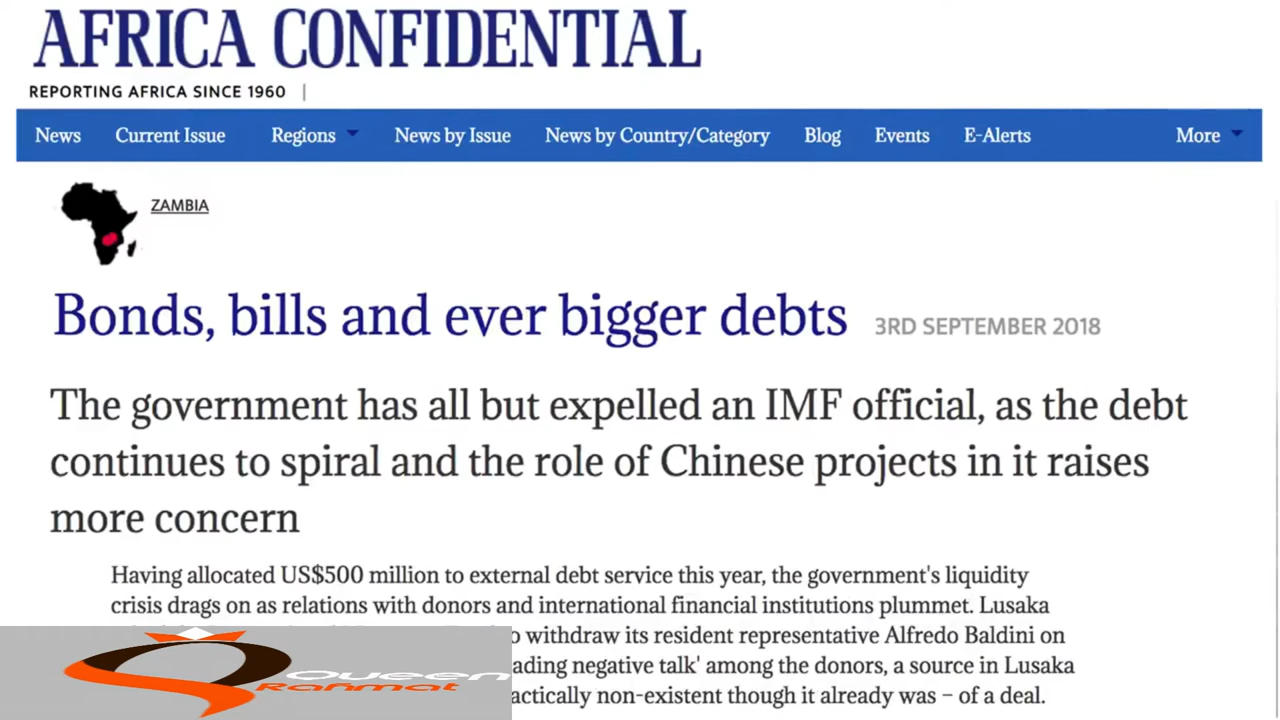 AFRICA CONFIDENTIAL
REPORTING AFRICA SINCE 1960
News Current Issue Regions News by Issue News by Country/Category Blog Events E-Alerts More
ZAMBIA
Bonds, bills and ever bigger debts 3RD SEPTEMBER 2018
The government has all but expelled an IMF official, as the debt
continues to spiral and the role of Chinese projects in it raises
more concern
Having allocated US$500 million to external debt service this year, the government's liquidity
crisis drags on as relations with donors and international financial institutions plummet. Lusaka
withdraw its resident representative Alfredo Baldini on
negative talk' among the donors, a source in Lusaka
non-existent though it already was – of a deal.
Queen
Rahmat